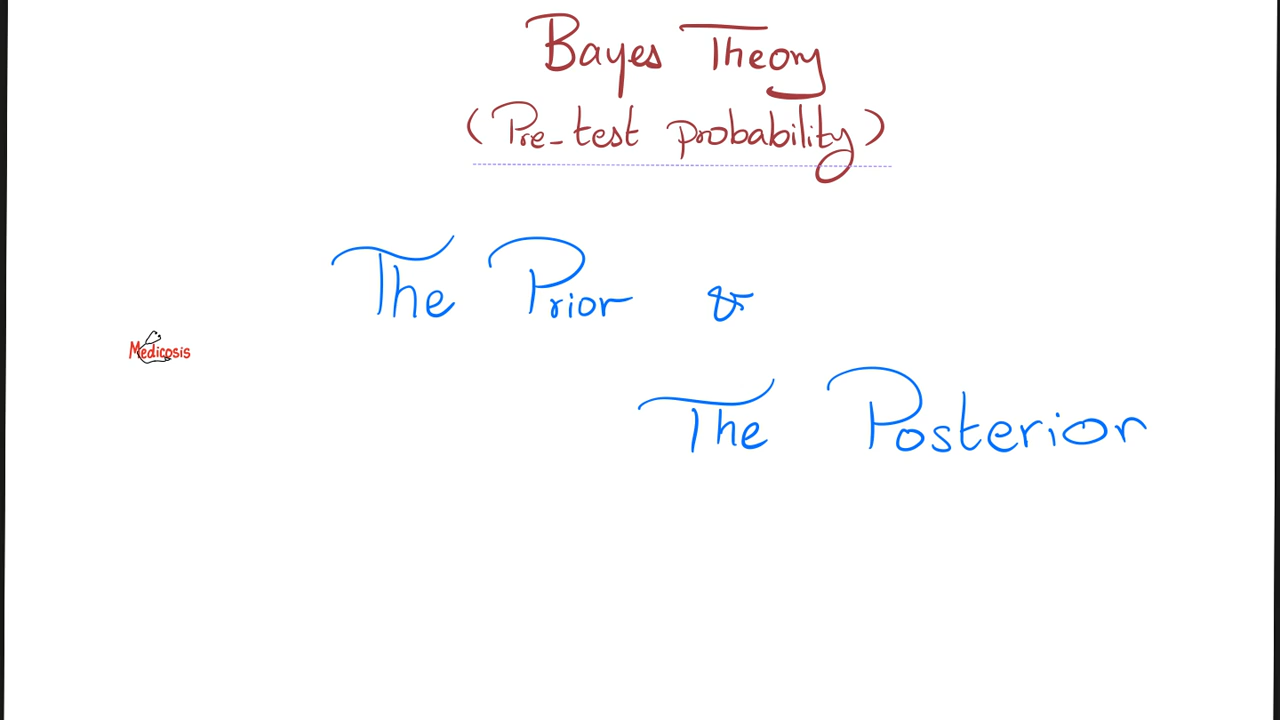 Bayes Theory
(Pre-test probability)
The Prior &
Medicosis
The Posterior